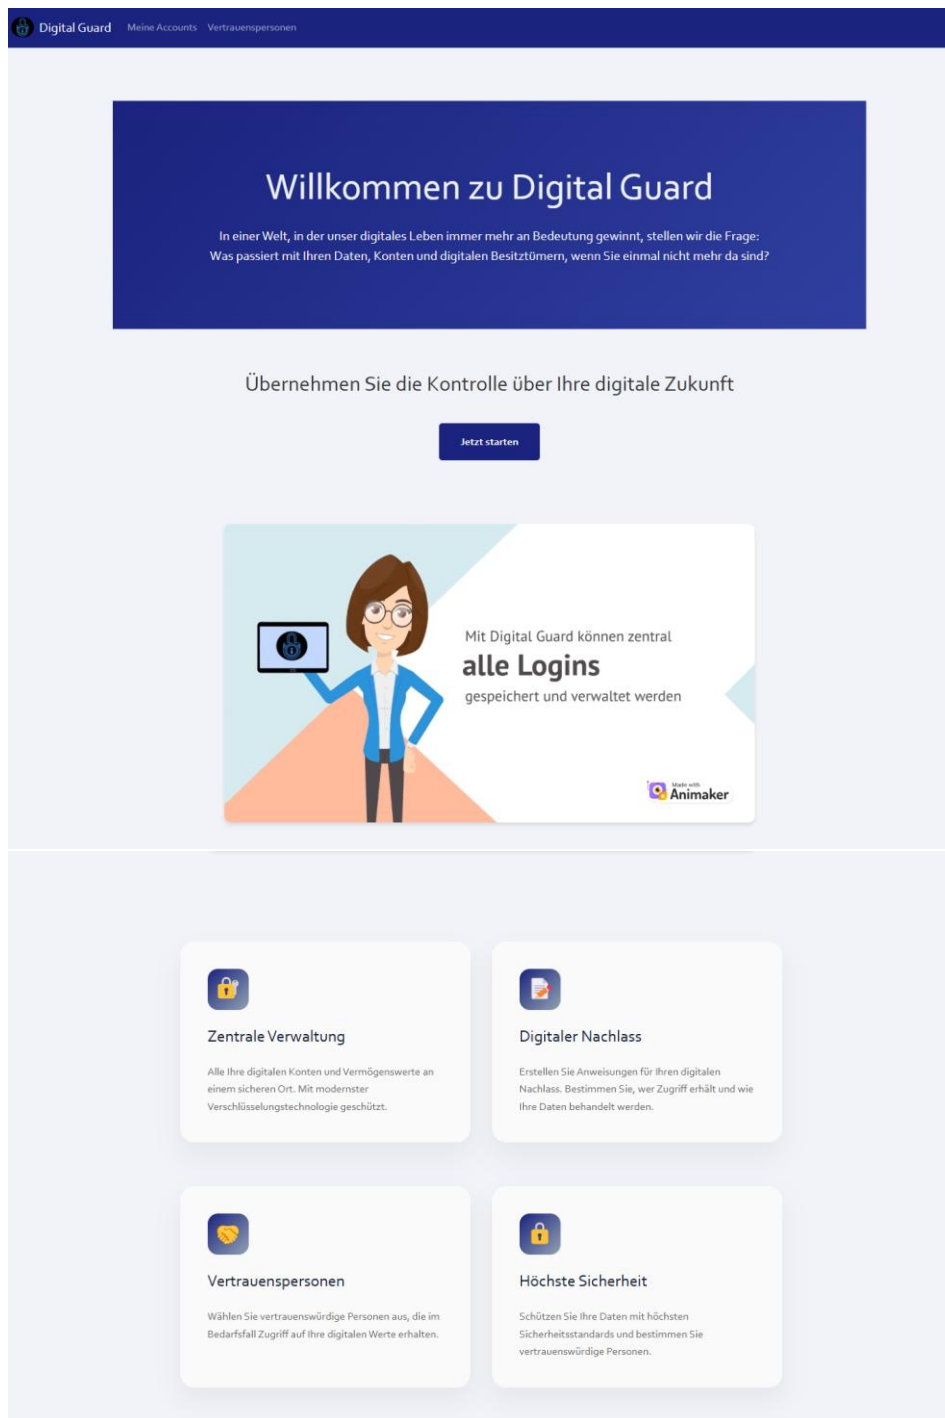 Digital Guard Meine Accounts Vertrauenspersonen
Willkommen zu Digital Guard
In einer Welt, in der unser digitales Leben immer mehr an Bedeutung gewinnt, stellen wir die Frage:
Was passiert mit Ihren Daten, Konten und digitalen Besitztümern, wenn Sie einmal nicht mehr da sind?
Übernehmen Sie die Kontrolle über Ihre digitale Zukunft
Jetzt starten
Mit Digital Guard können zentral
alle Logins
gespeichert und verwaltet werden
Made with
Animaker
Zentrale Verwaltung
Alle Ihre digitalen Konten und Vermögenswerte an
einem sicheren Ort. Mit modernster
Verschlüsselungstechnologie geschützt.
Digitaler Nachlass
Erstellen Sie Anweisungen für Ihren digitalen
Nachlass. Bestimmen Sie, wer Zugriff erhält und wie
Ihre Daten behandelt werden.
Vertrauenspersonen
Wählen Sie vertrauenswürdige Personen aus, die im
Bedarfsfall Zugriff auf Ihre digitalen Werte erhalten.
Höchste Sicherheit
Schützen Sie Ihre Daten mit höchsten
Sicherheitsstandards und bestimmen Sie
vertrauenswürdige Personen.